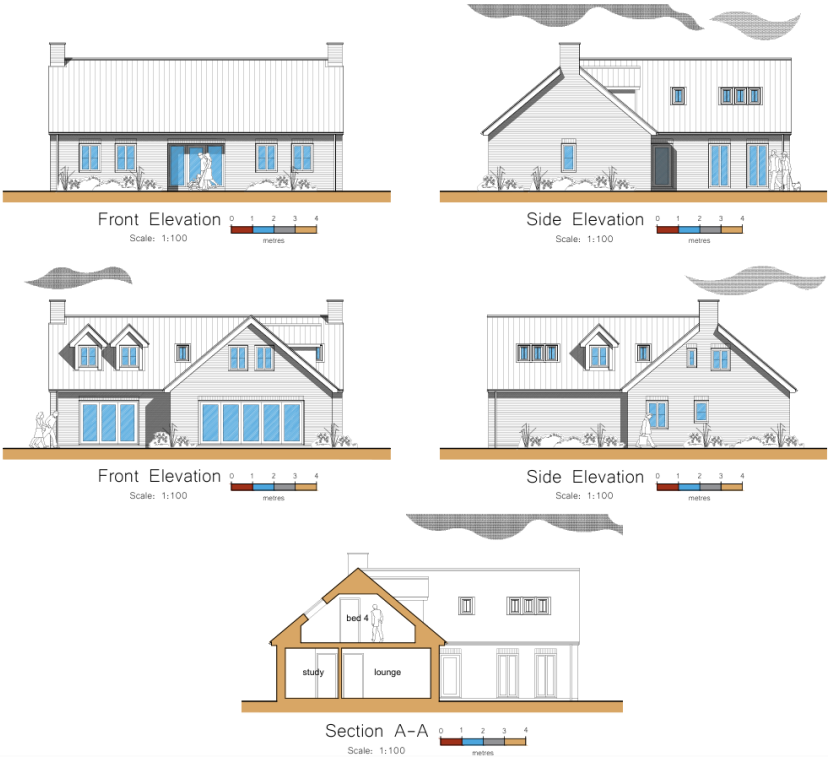 Front Elevation 0 1 2 3 4
Scale: 1:100 metres
Side Elevation 0 1 2 3 4
Scale: 1:100 metres
Front Elevation 0 1 2 3 4
Scale: 1:100 metres
Side Elevation 0 1 2 3 4
Scale: 1:100 metres
bed 4
study lounge
Section A-A 0 1 2 3 4
Scale: 1:100 metres